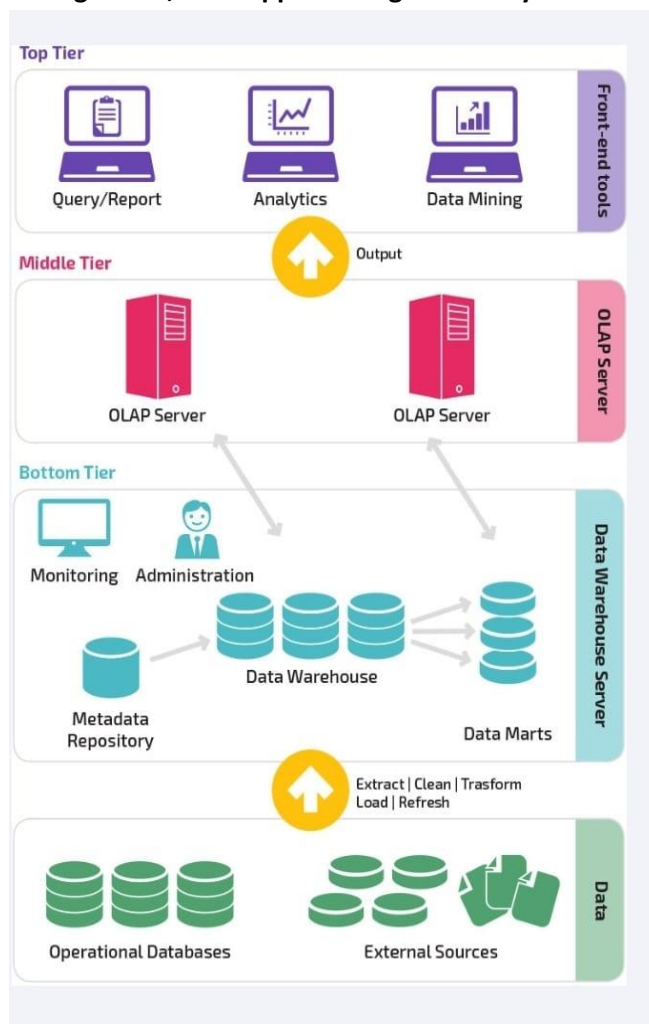 Top Tier
Query/Report
Analytics
Data Mining
Front-end tools
Output
Middle Tier
OLAP Server
OLAP Server
OLAP Server
Bottom Tier
Monitoring
Administration
Data Warehouse
Metadata
Repository
Data Marts
Data Warehouse Server
Extract | Clean | Trasform
Load | Refresh
Operational Databases
External Sources
Data